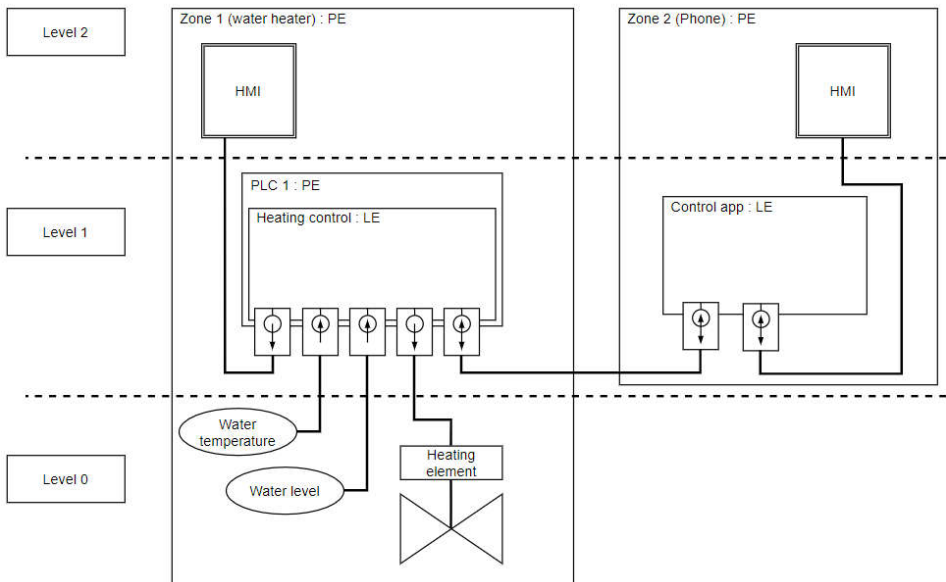 Level 2
Zone 1 (water heater) : PE
Zone 2 (Phone) : PE
HMI
HMI
PLC 1 : PE
Heating control : LE
Control app : LE
Level 1
Water
temperature
Heating
element
Level 0
Water level